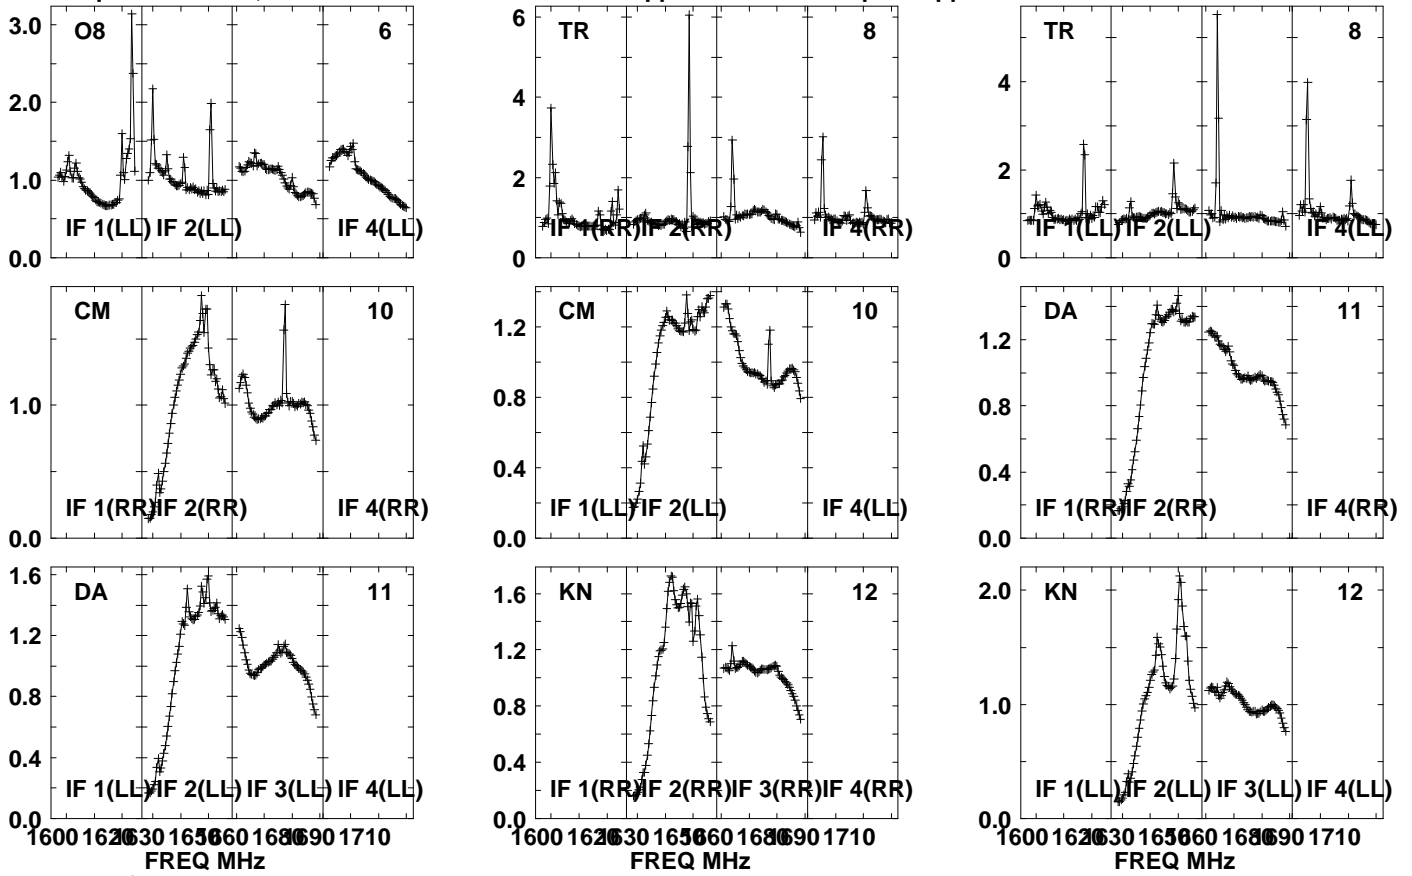 O8 6
3.0
2.0
1.0
0.0
IF 1(LL) IF 2(LL) IF 4(LL)
TR 8
6
4
2
0
IF 1(RR) IF 2(RR) IF 4(RR)
TR 8
4
2
0
IF 1(LL) IF 2(LL) IF 4(LL)
CM 10
1.0
0.0
IF 1(RR) IF 2(RR) IF 4(RR)
CM 10
1.2
0.8
0.4
0.0
IF 1(LL) IF 2(LL) IF 4(LL)
DA 11
1.2
0.8
0.4
0.0
IF 1(RR) IF 2(RR) IF 4(RR)
DA 11
1.6
1.2
0.8
0.4
0.0
IF 1(LL) IF 2(LL) IF 3(LL) IF 4(LL)
1600 1620 1630 1650 1660 1680 1690 1710
FREQ MHz
KN 12
1.6
1.2
0.8
0.4
0.0
IF 1(RR) IF 2(RR) IF 3(RR) IF 4(RR)
1600 1620 1630 1650 1660 1680 1690 1710
FREQ MHz
KN 12
2.0
1.0
0.0
IF 1(LL) IF 2(LL) IF 3(LL) IF 4(LL)
1600 1620 1630 1650 1660 1680 1690 1710
FREQ MHz